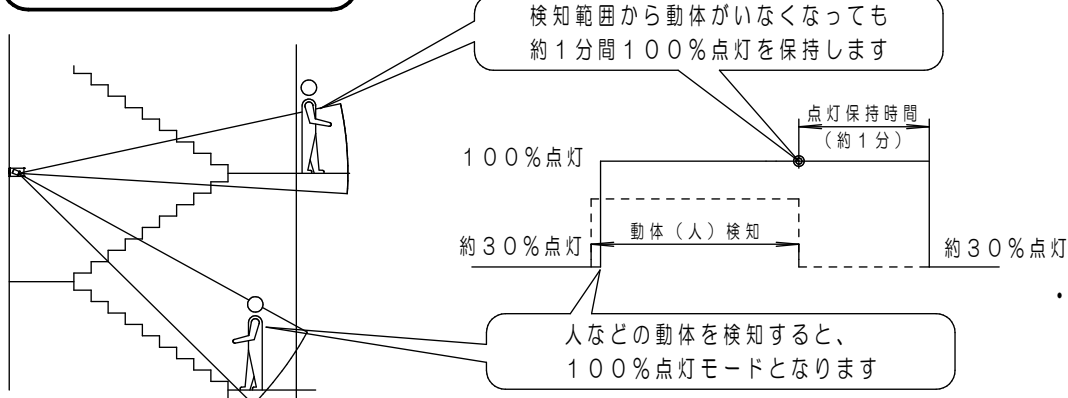 検知範囲から動体がいなくなっても
約1分間100%点灯を保持します
点灯保持時間
(約1分)
100%点灯
動体(人)検知
約30%点灯
約30%点灯
人などの動体を検知すると、
100%点灯モードとなります